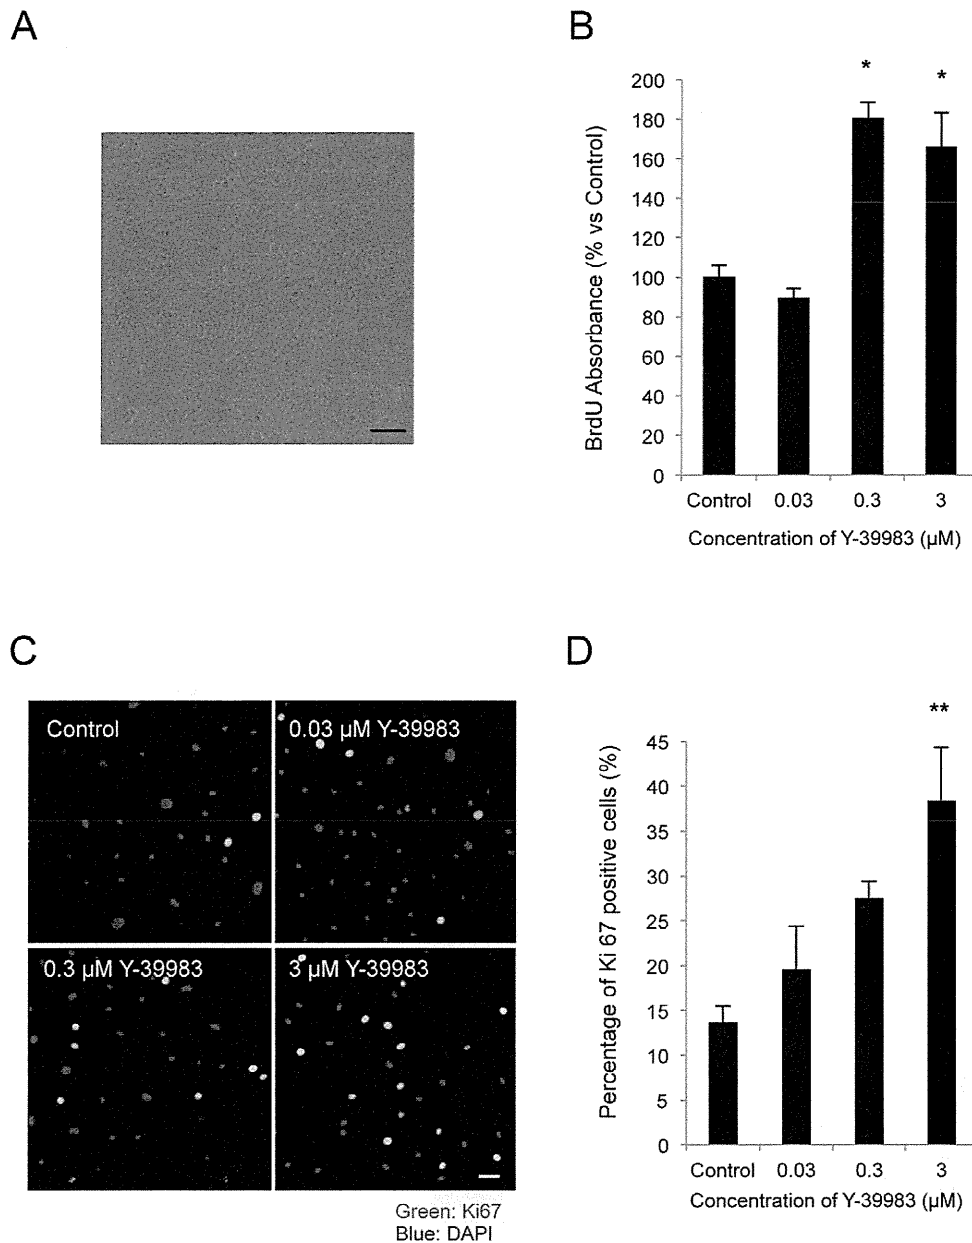 A
B
*
*
200
180
160
140
120
100
80
60
40
20
0
BrdU Absorbance (% vs Control)
Control 0.03 0.3 3
Concentration of Y-39983 (µM)
C
Control
0.03 µM Y-39983
0.3 µM Y-39983
3 µM Y-39983
Green: Ki67
Blue: DAPI
D
**
45
40
35
30
25
20
15
10
5
0
Percentage of Ki 67 positive cells (%)
Control 0.03 0.3 3
Concentration of Y-39983 (µM)